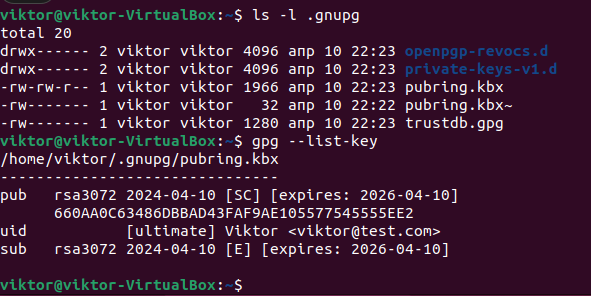 viktor@viktor-VirtualBox:~$ ls -l .gnupg
total 20
drwx------ 2 viktor viktor 4096 апр 10 22:23 openpgp-revocs.d
drwx------ 2 viktor viktor 4096 апр 10 22:23 private-keys-v1.d
-rw-rw-r-- 1 viktor viktor 1966 апр 10 22:23 pubring.kbx
-rw------- 1 viktor viktor   32 апр 10 22:22 pubring.kbx~
-rw------- 1 viktor viktor 1280 апр 10 22:23 trustdb.gpg
viktor@viktor-VirtualBox:~$ gpg --list-key
/home/viktor/.gnupg/pubring.kbx
-------------------------------
pub   rsa3072 2024-04-10 [SC] [expires: 2026-04-10]
      660AA0C63486DBBAD43FAF9AE105577545555EE2
uid           [ultimate] Viktor <viktor@test.com>
sub   rsa3072 2024-04-10 [E] [expires: 2026-04-10]
viktor@viktor-VirtualBox:~$